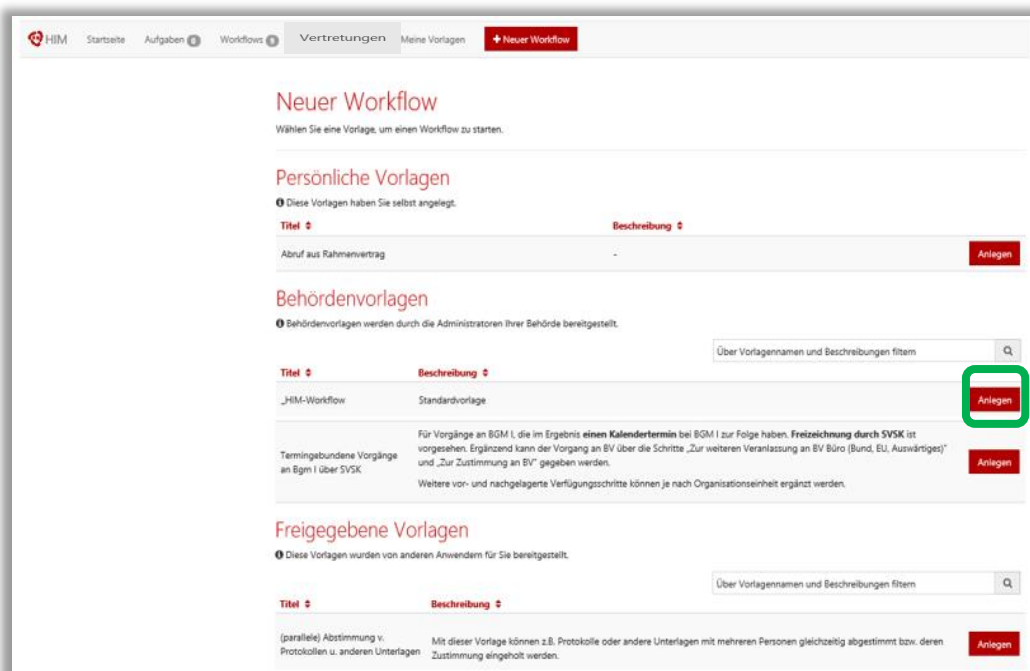 HIM Startseite Aufgaben 0 Workflows Vertretungen Meine Vorlagen + Neuer Workflow
Neuer Workflow
Wählen Sie eine Vorlage, um einen Workflow zu starten.
Persönliche Vorlagen
Diese Vorlagen haben Sie selbst angelegt.
Titel Beschreibung
Abruf aus Rahmenvertrag - Anlegen
Behördenvorlagen
Behördenvorlagen werden durch die Administratoren Ihrer Behörde bereitgestellt.
Über Vorlagennamen und Beschreibungen filtern
Titel Beschreibung
_HIM-Workflow Standardvorlage Anlegen
Für Vorgänge an BGM I, die im Ergebnis einen Kalendertermin bei BGM I zur Folge haben. Freizeichnung durch SVSK ist
vorgesehen. Ergänzend kann der Vorgang an BV über die Schritte „Zur weiteren Veranlassung an BV Büro (Bund, EU, Auswärtiges)"
und „Zur Zustimmung an BV" gegeben werden.
Weitere vor- und nachgelagerte Verfügungsschritte können je nach Organisationseinheit ergänzt werden.
Termingebundene Vorgänge
an Bgm I über SVSK
Anlegen
Freigegebene Vorlagen
Diese Vorlagen wurden von anderen Anwendern für Sie bereitgestellt.
Über Vorlagennamen und Beschreibungen filtern
Titel Beschreibung
(parallele) Abstimmung v.
Protokollen u. anderen Unterlagen
Mit dieser Vorlage können z.B. Protokolle oder andere Unterlagen mit mehreren Personen gleichzeitig abgestimmt bzw. deren
Zustimmung eingeholt werden.
Anlegen